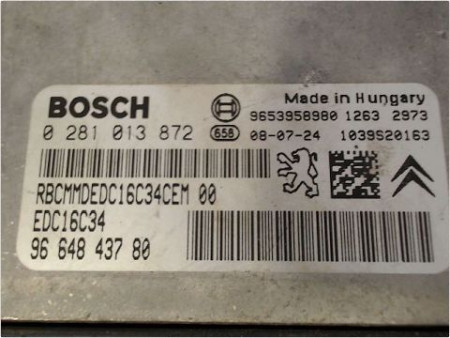 BOSCH
Made in Hungary
9653958980 1263 2973
0 281 013 872 658 08-07-24 1039S20163
RBCMMDEDC16C34CEM 00
EDC16C34
96 648 437 80